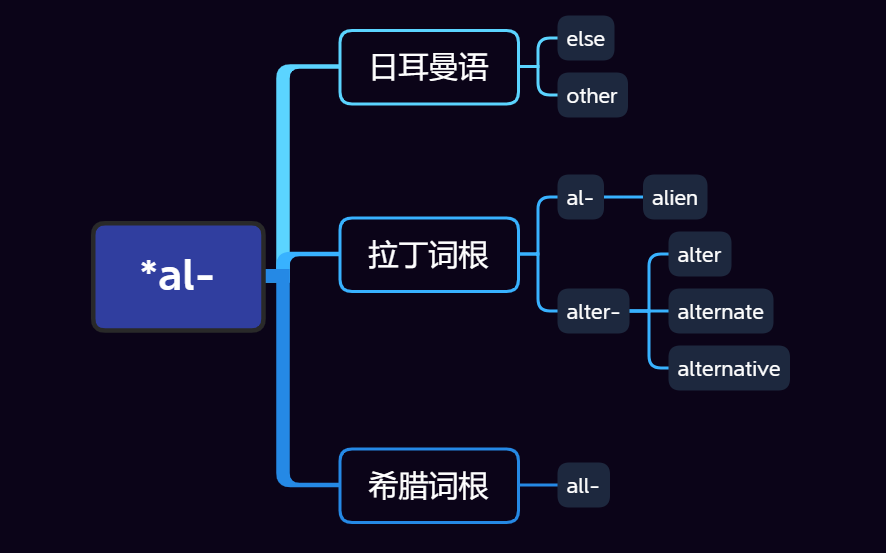 *al-
日耳曼语
else
other
拉丁词根
al-
alien
alter-
alter
alternate
alternative
希腊词根
all-